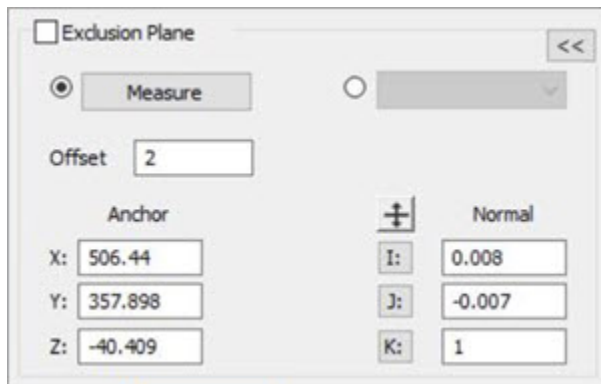 Exclusion Plane
<<
Measure
Offset 2
Anchor Normal
X: 506.44 I: 0.008
Y: 357.898 J: -0.007
Z: -40.409 K: 1